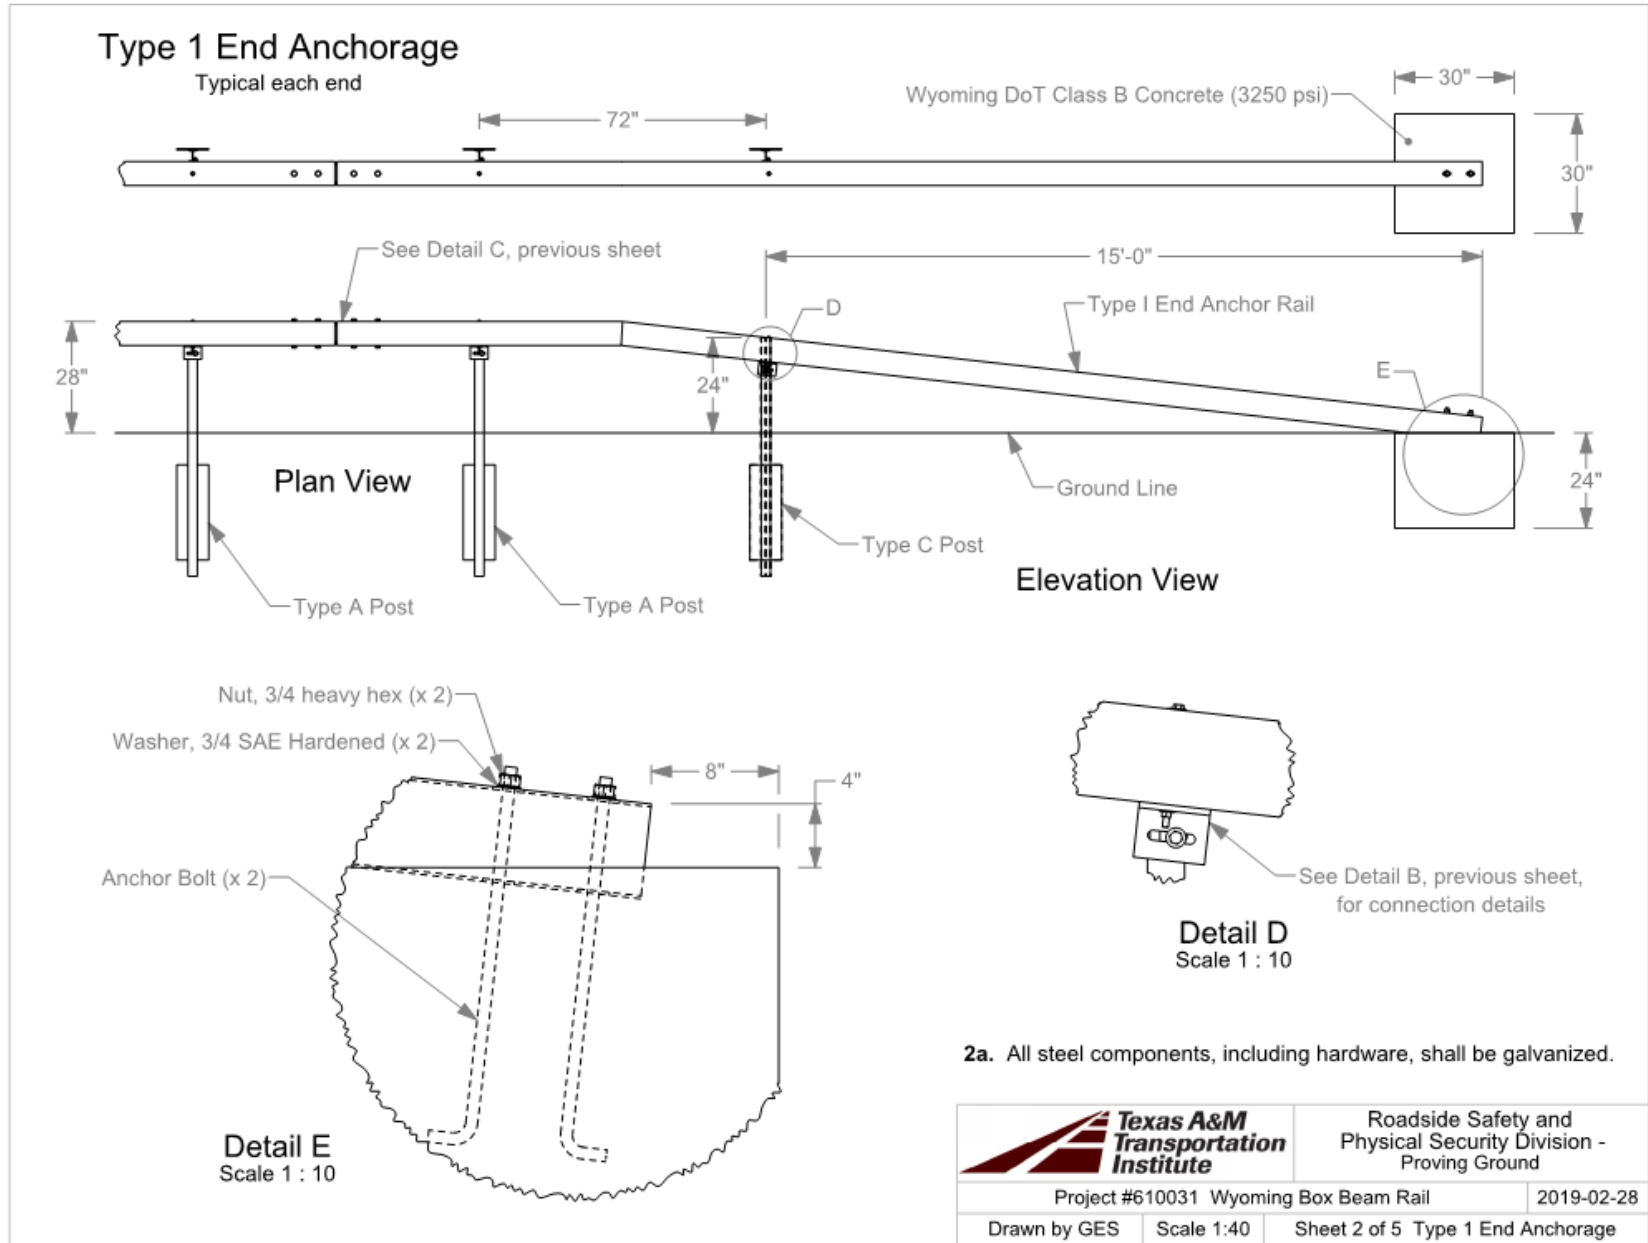 Type 1 End Anchorage
Typical each end
Wyoming DoT Class B Concrete (3250 psi)
30"
72"
30"
See Detail C, previous sheet
15'-0"
D
Type I End Anchor Rail
28"
24"
E
Plan View
Ground Line
24"
Type C Post
Elevation View
Type A Post
Type A Post
Nut, 3/4 heavy hex (x 2)
Washer, 3/4 SAE Hardened (x 2)
8"
4"
Anchor Bolt (x 2)
See Detail B, previous sheet,
for connection details
Detail D
Scale 1 : 10
2a. All steel components, including hardware, shall be galvanized.
Detail E
Scale 1 : 10
Texas A&M
Transportation
Institute
Roadside Safety and
Physical Security Division -
Proving Ground
Project #610031 Wyoming Box Beam Rail
2019-02-28
Drawn by GES
Scale 1:40
Sheet 2 of 5 Type 1 End Anchorage